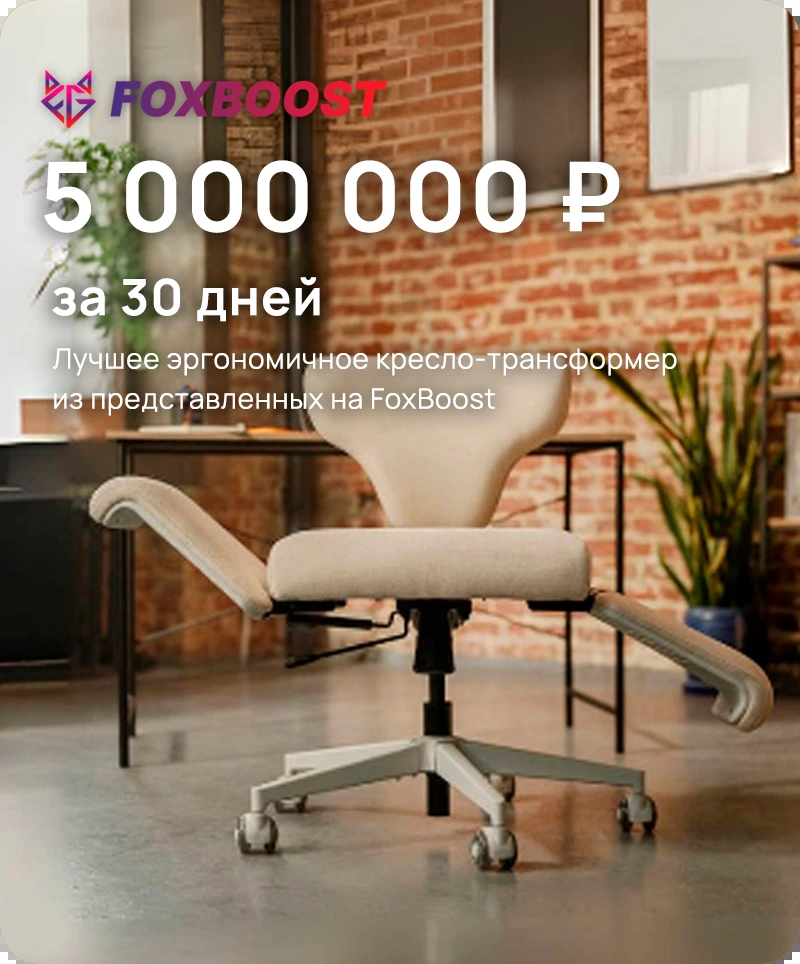 FOXBOOST
5 000 000 ₽
за 30 дней
Лучшее эргономичное кресло-трансформер
из представленных на FoxBoost